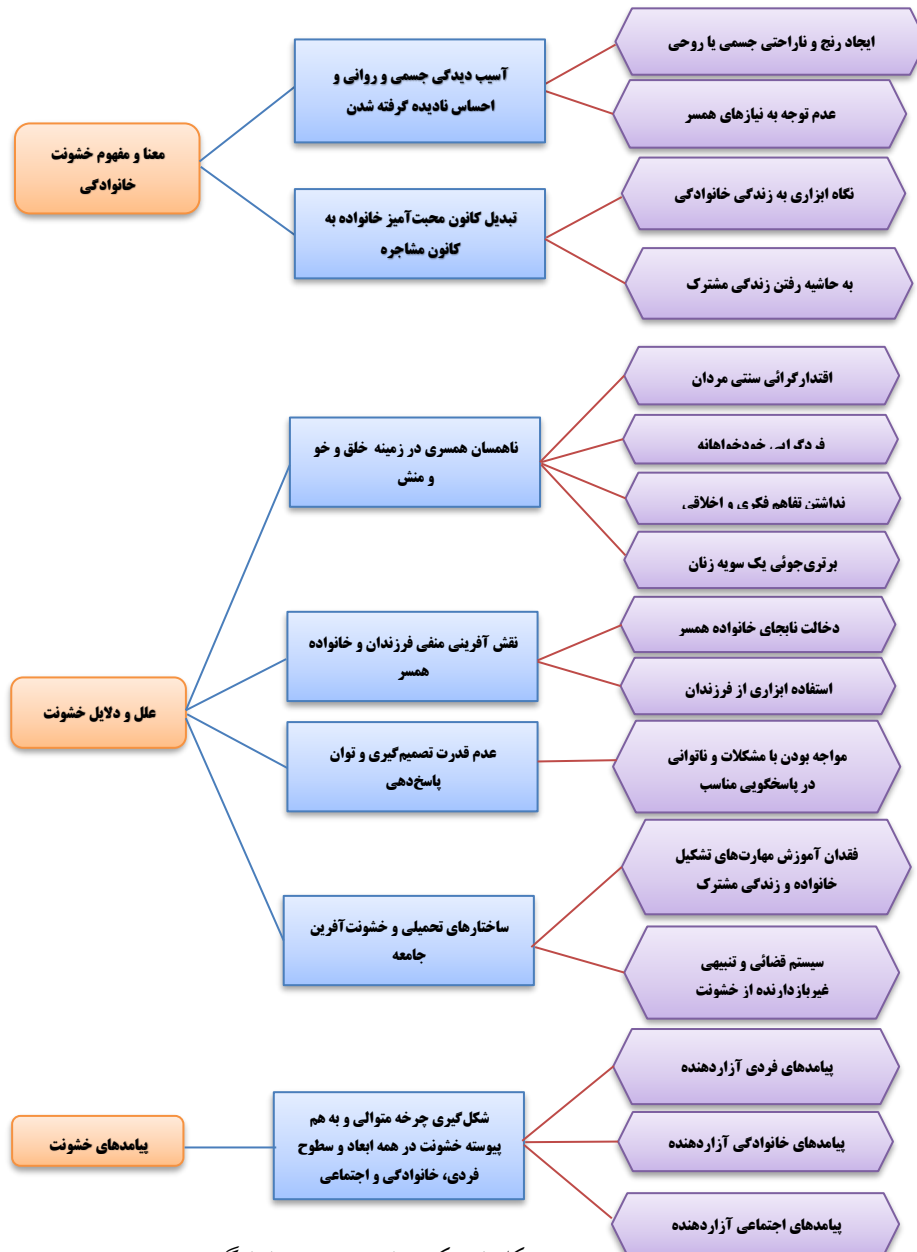 معنا و مفهوم خشونت
خانوادگی
آسیب دیدگی جسمی و روانی و
احساس نادیده گرفته شدن
ایجاد رنج و ناراحتی جسمی یا روحی
عدم توجه به نیازهای همسر
تبدیل کانون محبت‌آمیز خانواده به
کانون مشاجره
نگاه ابزاری به زندگی خانوادگی
به حاشیه رفتن زندگی مشترک
علل و دلایل خشونت
ناهمسان همسری در زمینه خلق و خو
و منش
اقتدارگرائی سنتی مردان
فردگرایی خودخواهانه
نداشتن تفاهم فکری و اخلاقی
برتری‌جوئی یک سویه زنان
نقش آفرینی منفی فرزندان و خانواده
همسر
دخالت نابجای خانواده همسر
استفاده ابزاری از فرزندان
عدم قدرت تصمیم‌گیری و توان
پاسخ‌دهی
مواجه بودن با مشکلات و ناتوانی
در پاسخگویی مناسب
ساختارهای تحمیلی و خشونت‌آفرین
جامعه
فقدان آموزش مهارت‌های تشکیل
خانواده و زندگی مشترک
سیستم قضائی و تنبیهی
غیربازدارنده از خشونت
پیامدهای خشونت
شکل‌گیری چرخه متوالی و به هم
پیوسته خشونت در همه ابعاد و سطوح
فردی، خانوادگی و اجتماعی
پیامدهای فردی آزاردهنده
پیامدهای خانوادگی آزاردهنده
پیامدهای اجتماعی آزاردهنده